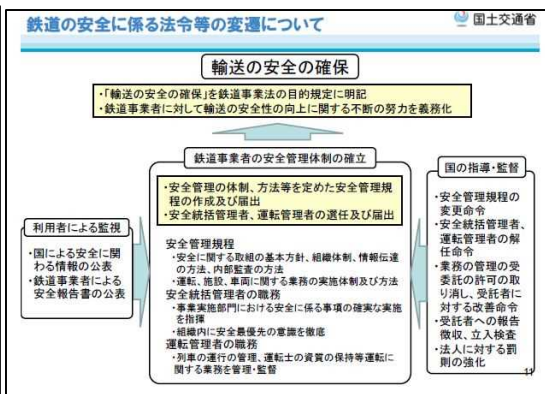 鉄道の安全に係る法令等の変遷について
国土交通省
輸送の安全の確保
・「輸送の安全の確保」を鉄道事業法の目的規定に明記
・鉄道事業者に対して輸送の安全性の向上に関する不断の努力を義務化
鉄道事業者の安全管理体制の確立
・安全管理の体制、方法等を定めた安全管理規
程の作成及び届出
・安全統括管理者、運転管理者の選任及び届出
安全管理規程
・安全に関する取組の基本方針、組織体制、情報伝達
の方法、内部監査の方法
・運転、施設、車両に関する業務の実施体制及び方法
安全統括管理者の職務
・事業実施部門における安全に係る事項の確実な実施
を指揮
・組織内に安全最優先の意識を徹底
運転管理者の職務
・列車の運行の管理、運転士の資質の保持等運転に
関する業務を管理・監督
利用者による監視
・国による安全に関
わる情報の公表
・鉄道事業者による
安全報告書の公表
国の指導・監督
・安全管理規程の
変更命令
・安全統括管理者、
運転管理者の解
任命令
・業務の管理の受
委託の許可の取
り消し、受託者に
対する改善命令
・受託者への報告
徴収、立入検査
・法人に対する罰
則の強化
11